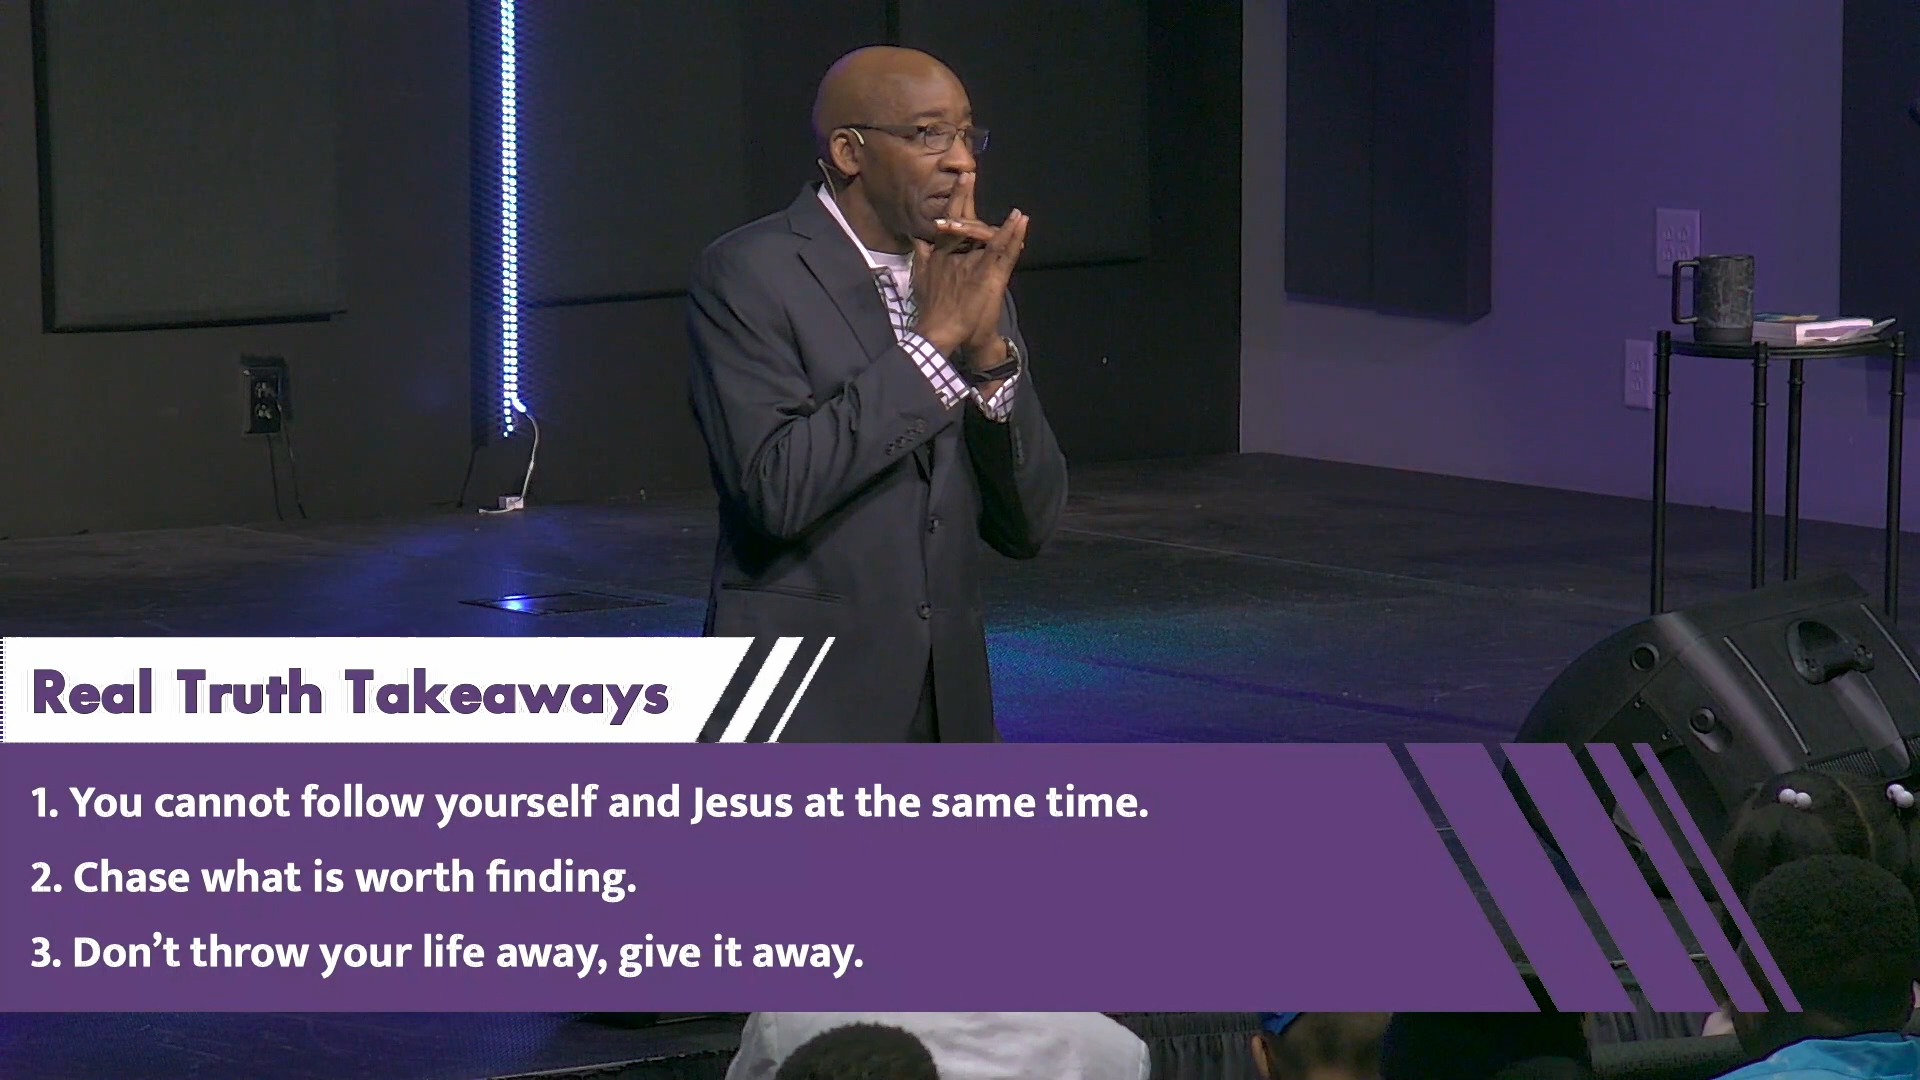 Real Truth Takeaways
1. You cannot follow yourself and Jesus at the same time.
2. Chase what is worth finding.
3. Don’t throw your life away, give it away.